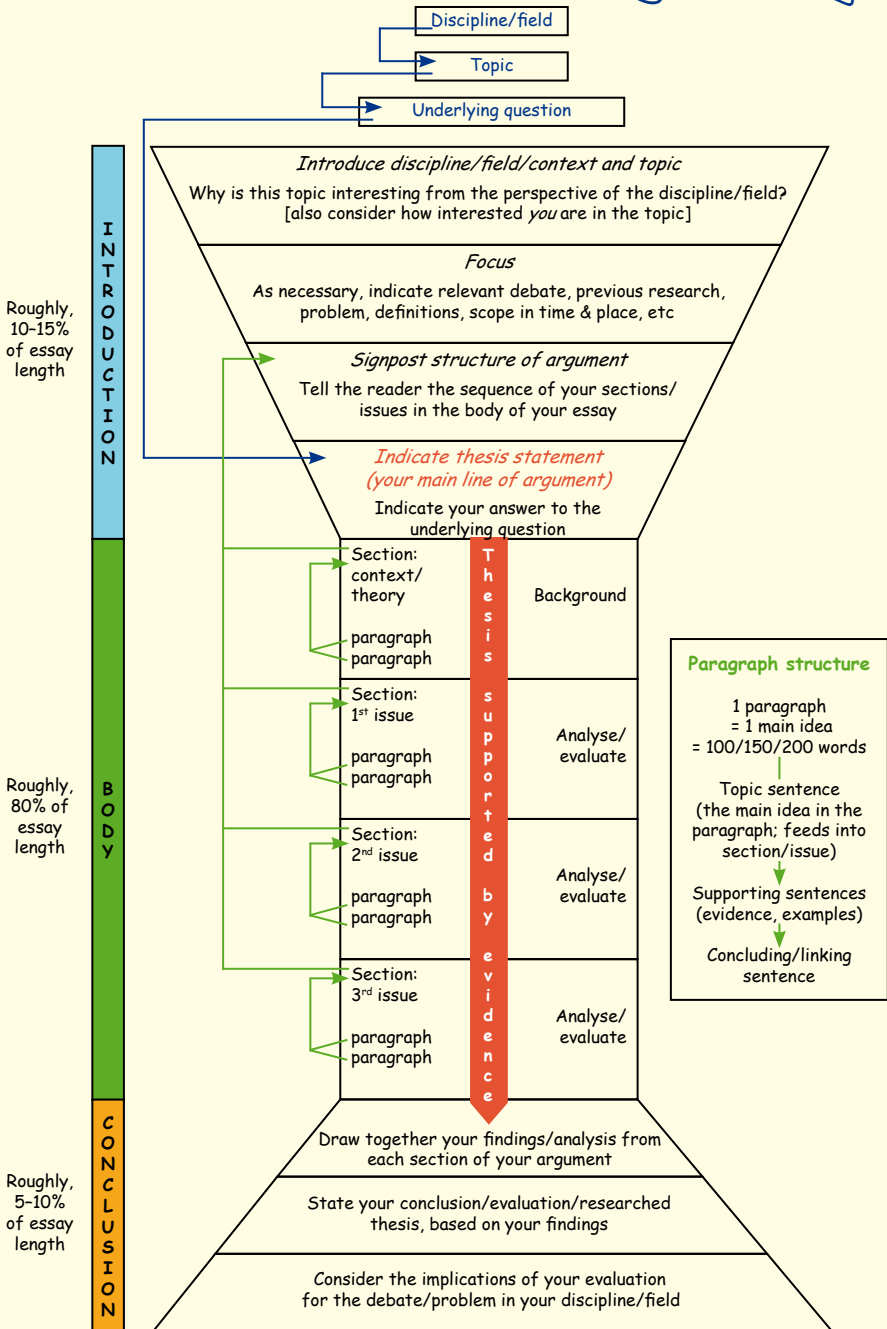 Discipline/field
Topic
Underlying question
Introduce discipline/field/context and topic
Why is this topic interesting from the perspective of the discipline/field?
[also consider how interested you are in the topic]
Focus
As necessary, indicate relevant debate, previous research,
problem, definitions, scope in time & place, etc
Signpost structure of argument
Tell the reader the sequence of your sections/
issues in the body of your essay
Indicate thesis statement
(your main line of argument)
Indicate your answer to the
underlying question
INTRODUCTION
Roughly,
10–15%
of essay
length
Section:
context/
theory
paragraph
paragraph
Background
Section:
1st issue
paragraph
paragraph
Analyse/
evaluate
Section:
2nd issue
paragraph
paragraph
Analyse/
evaluate
Section:
3rd issue
paragraph
paragraph
Analyse/
evaluate
Thesis supported by evidence
BODY
Roughly,
80% of
essay
length
Paragraph structure
1 paragraph
= 1 main idea
= 100/150/200 words
Topic sentence
(the main idea in the
paragraph; feeds into
section/issue)
Supporting sentences
(evidence, examples)
Concluding/linking
sentence
CONCLUSION
Roughly,
5–10%
of essay
length
Draw together your findings/analysis from
each section of your argument
State your conclusion/evaluation/researched
thesis, based on your findings
Consider the implications of your evaluation
for the debate/problem in your discipline/field